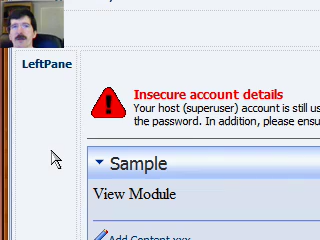 LeftPane
Insecure account details
Your host (superuser) account is still us
the password. In addition, please ensu
Sample
View Module
Add Content xxx